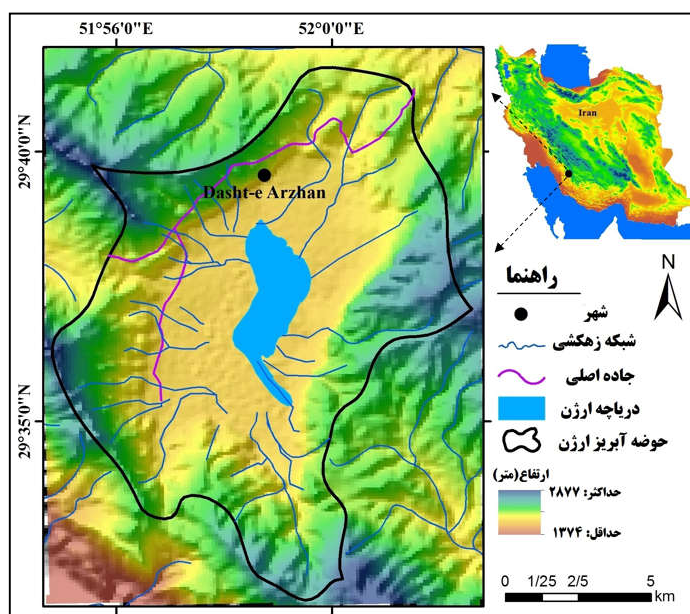 51°56'0"E
52°0'0"E
29°40'0"N
29°35'0"N
Dasht-e Arzhan
Iran
N
راهنما
شهر
شبکه زهکشی
جاده اصلی
دریاچه ارژن
حوضه آبریز ارژن
ارتفاع(متر)
حداکثر: ۲۸۷۷
حداقل: ۱۳۷۴
0 1/25 2/5 5
km